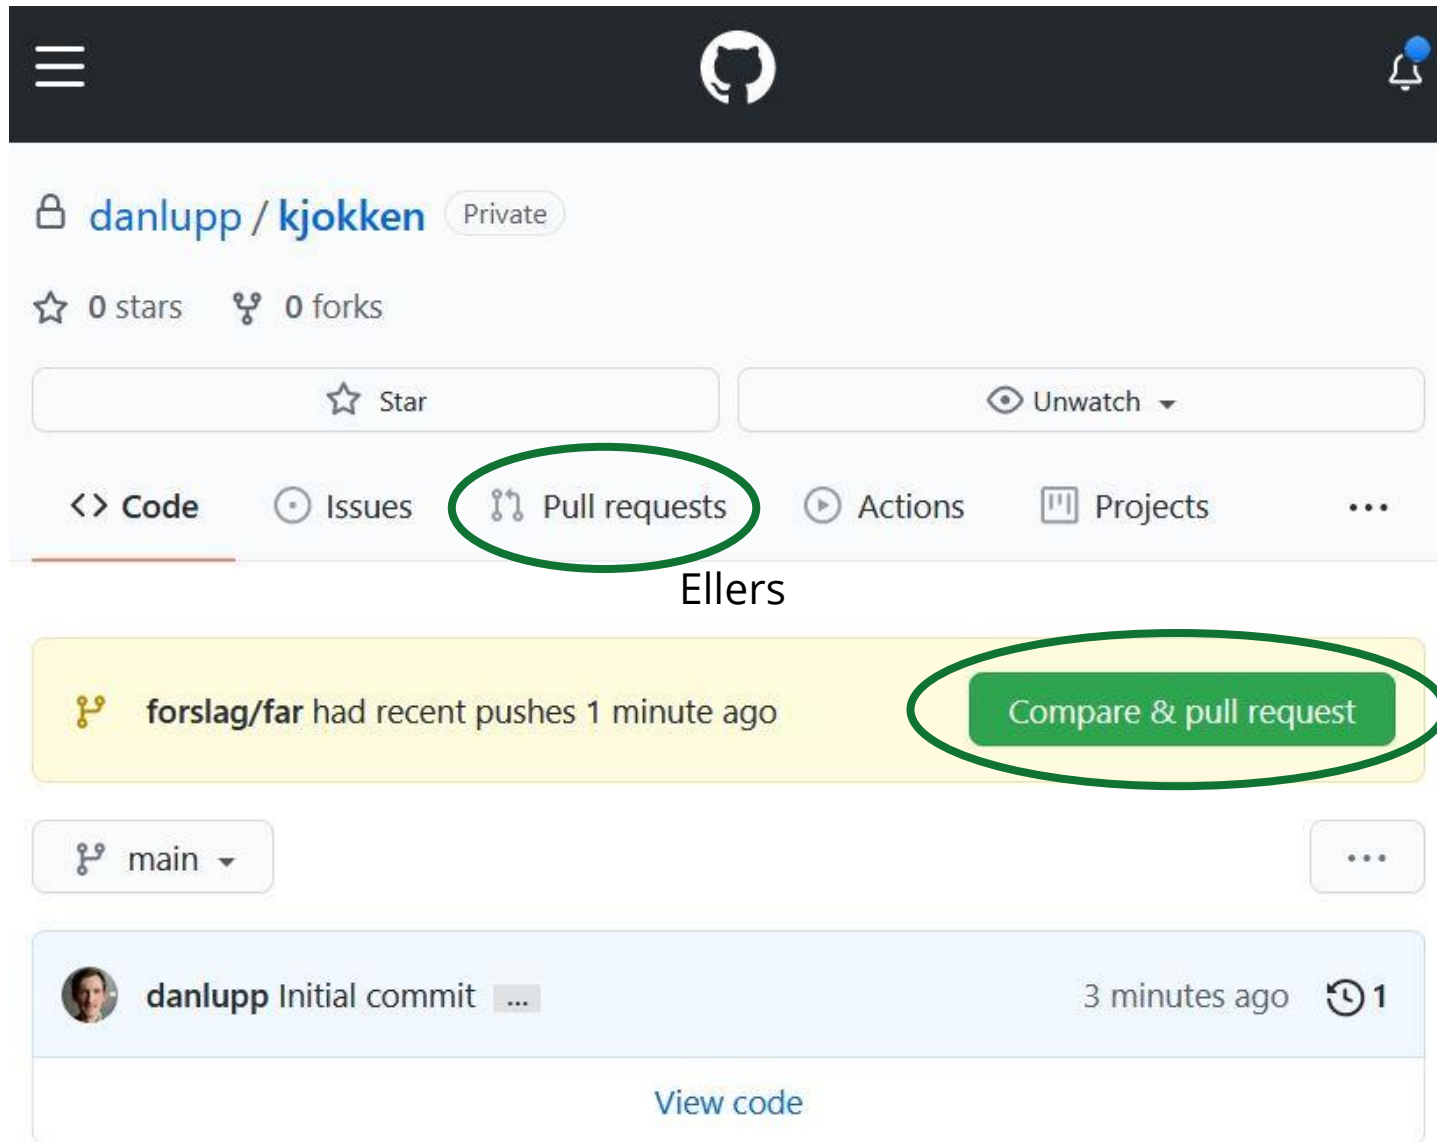 danlupp / kjokken Private
0 stars 0 forks
Star Unwatch
Code Issues Pull requests Actions Projects ...
Ellers
forslag/far had recent pushes 1 minute ago Compare & pull request
main ...
danlupp Initial commit ... 3 minutes ago 1
View code